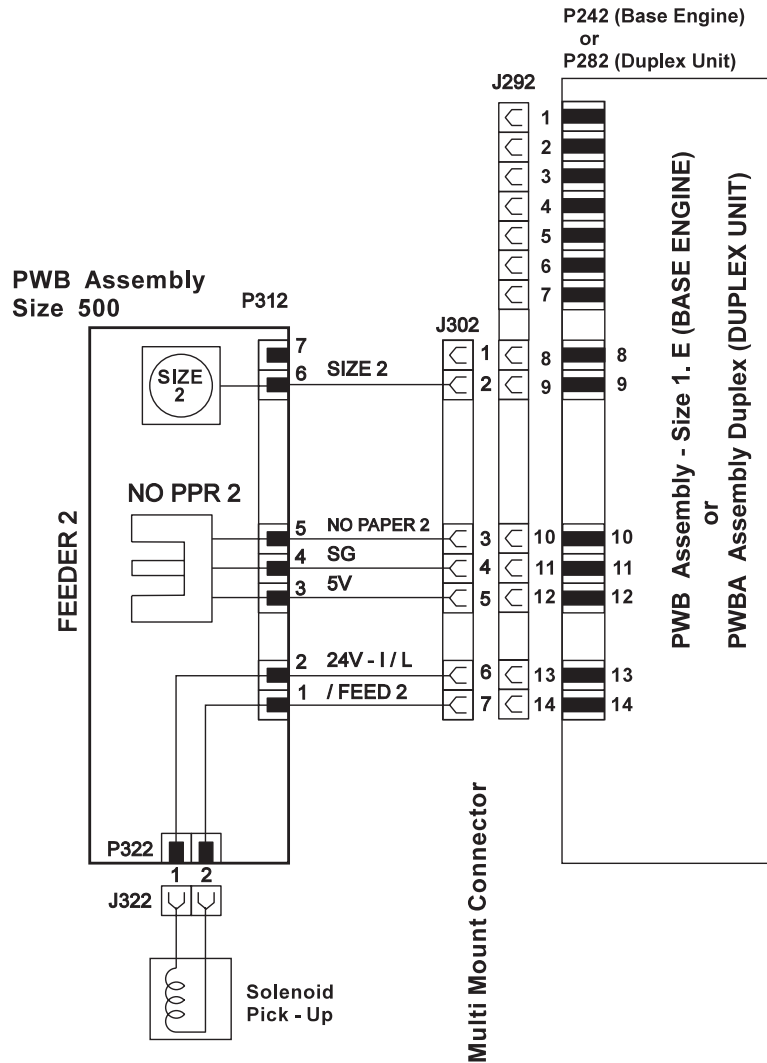 P242 (Base Engine)
or
P282 (Duplex Unit)
J292
1
2
3
4
5
6
7
PWB Assembly
Size 500
P312
J302
7
1
8
8
SIZE
2
6
SIZE 2
2
9
9
NO PPR 2
5
NO PAPER 2
3
10
10
4
SG
4
11
11
3
5V
5
12
12
FEEDER 2
2
24V - I / L
6
13
13
1
/ FEED 2
7
14
14
PWB Assembly - Size 1. E (BASE ENGINE)
or
PWBA Assembly Duplex (DUPLEX UNIT)
P322
1
2
J322
Solenoid
Pick - Up
Multi Mount Connector